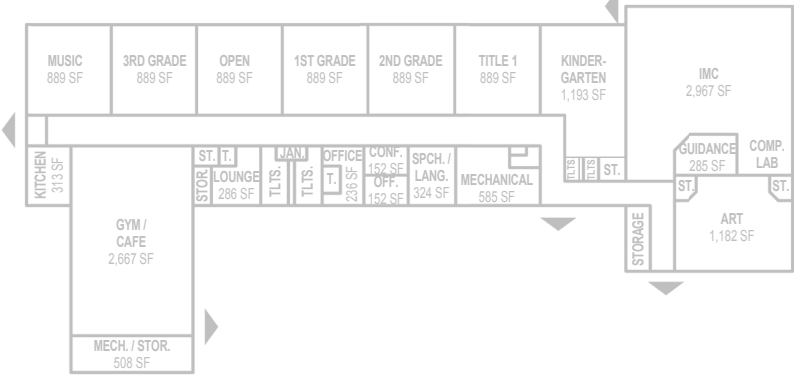 MUSIC
889 SF
3RD GRADE
889 SF
OPEN
889 SF
1ST GRADE
889 SF
2ND GRADE
889 SF
TITLE 1
889 SF
KINDER-
GARTEN
1,193 SF
IMC
2,967 SF
KITCHEN
313 SF
ST.
T.
STOR.
LOUNGE
286 SF
TLTS.
JAN.
TLTS.
OFFICE
236 SF
T.
CONF.
152 SF
OFF.
152 SF
SPCH. /
LANG.
324 SF
MECHANICAL
585 SF
TLTS
TLTS
ST.
GUIDANCE
285 SF
COMP.
LAB
ST.
ST.
ART
1,182 SF
STORAGE
GYM /
CAFE
2,667 SF
MECH. / STOR.
508 SF